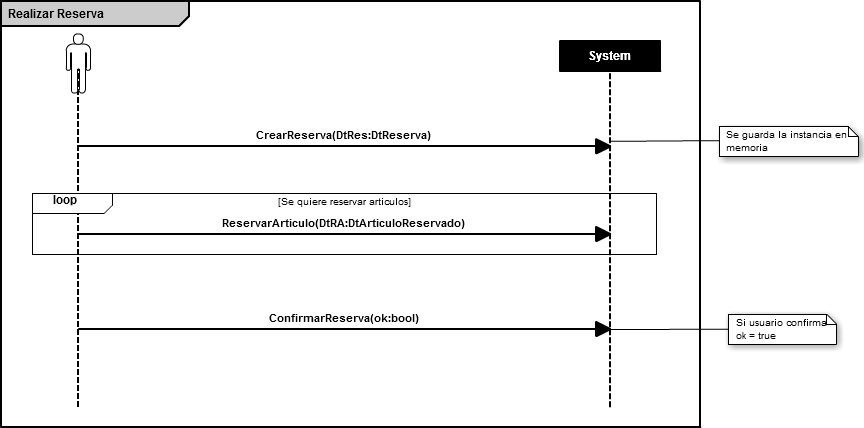 Realizar Reserva
System
CrearReserva(DtRes:DtReserva)
Se guarda la instancia en
memoria
loop
[Se quiere reservar articulos]
ReservarArticulo(DtRA:DtArticuloReservado)
ConfirmarReserva(ok:bool)
Si usuario confirma
ok = true